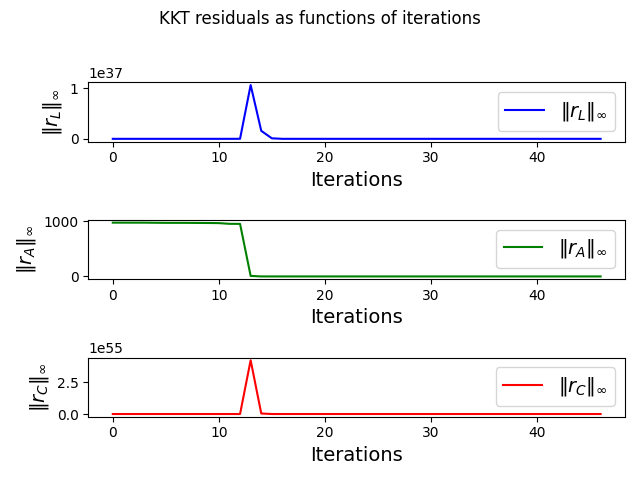 KKT residuals as functions of iterations
1e37
1
0
‖r_L‖∞
‖r_L‖∞
0 10 20 30 40
Iterations
1000
0
‖r_A‖∞
‖r_A‖∞
0 10 20 30 40
Iterations
1e55
2.5
0.0
‖r_C‖∞
‖r_C‖∞
0 10 20 30 40
Iterations